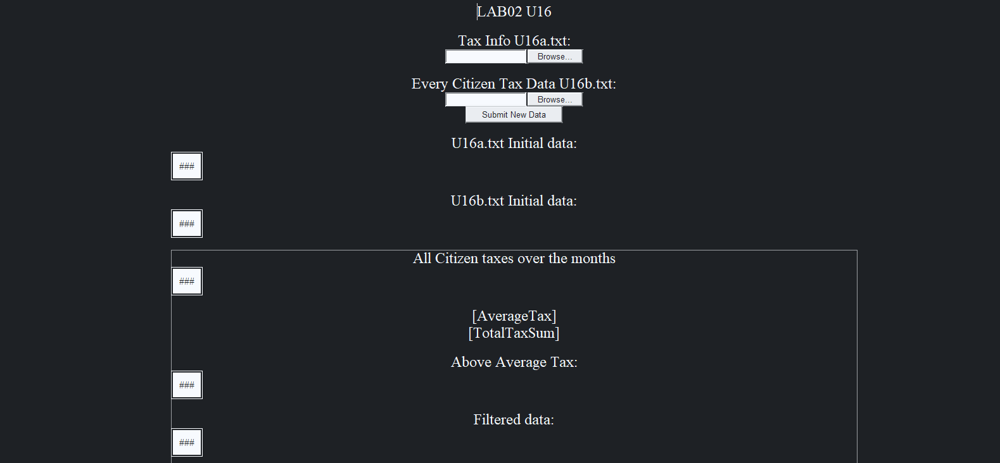 LAB02 U16
Tax Info U16a.txt:
Browse...
Every Citizen Tax Data U16b.txt:
Browse...
Submit New Data
U16a.txt Initial data:
###
U16b.txt Initial data:
###
All Citizen taxes over the months
###
[AverageTax]
[TotalTaxSum]
Above Average Tax:
###
Filtered data:
###